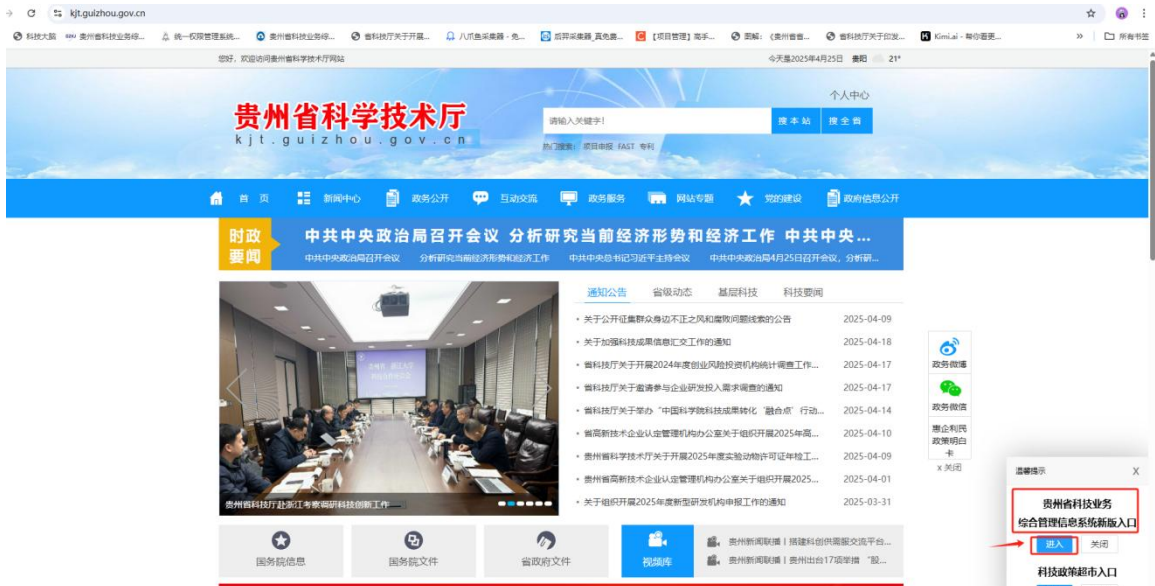 kjt.guizhou.gov.cn
科技大脑
贵州省科技业务综...
统一权限管理系统...
贵州省科技业务综...
省科技厅关于开展...
八爪鱼采集器 - 免...
后羿采集器_真免费...
【项目管理】高手...
图解：《贵州省省...
省科技厅关于印发...
Kimi.ai - 帮你看更...
»
所有书签
您好，欢迎访问贵州省科学技术厅网站
今天是2025年4月25日 贵阳 21°
个人中心
贵州省科学技术厅
kjt.guizhou.gov.cn
请输入关键字！
搜本站
搜全省
热门搜索： 项目申报 FAST 专利
首 页
新闻中心
政务公开
互动交流
政务服务
网站专题
党的建设
政府信息公开
时政
要闻
中共中央政治局召开会议 分析研究当前经济形势和经济工作 中共中央...
中共中央政治局召开会议 分析研究当前经济形势和经济工作 中共中央总书记习近平主持会议 中共中央政治局4月25日召开会议，分析研...
通知公告
省级动态
基层科技
科技要闻
· 关于公开征集群众身边不正之风和腐败问题线索的公告 2025-04-09
· 关于加强科技成果信息汇交工作的通知 2025-04-18
· 省科技厅关于开展2024年度创业风险投资机构统计调查工作... 2025-04-17
· 省科技厅关于邀请参与企业研发投入需求调查的通知 2025-04-17
· 省科技厅关于举办“中国科学院科技成果转化‘融合点’行动... 2025-04-14
· 省高新技术企业认定管理机构办公室关于组织开展2025年高... 2025-04-10
· 贵州省科学技术厅关于开展2025年度实验动物许可证年检工... 2025-04-09
· 贵州省高新技术企业认定管理机构办公室关于组织开展2025... 2025-04-01
· 关于组织开展2025年度新型研发机构申报工作的通知 2025-03-31
贵州省科技厅赴浙江考察调研科技创新工作
政务微博
政务微信
惠企利民
政策明白
卡
x 关闭
温馨提示
X
贵州省科技业务
综合管理信息系统新版入口
进入
关闭
科技政策超市入口
国务院信息
国务院文件
省政府文件
视频库
贵州新闻联播丨搭建科创供需服交流平台...
贵州新闻联播丨贵州出台17项举措 “股...